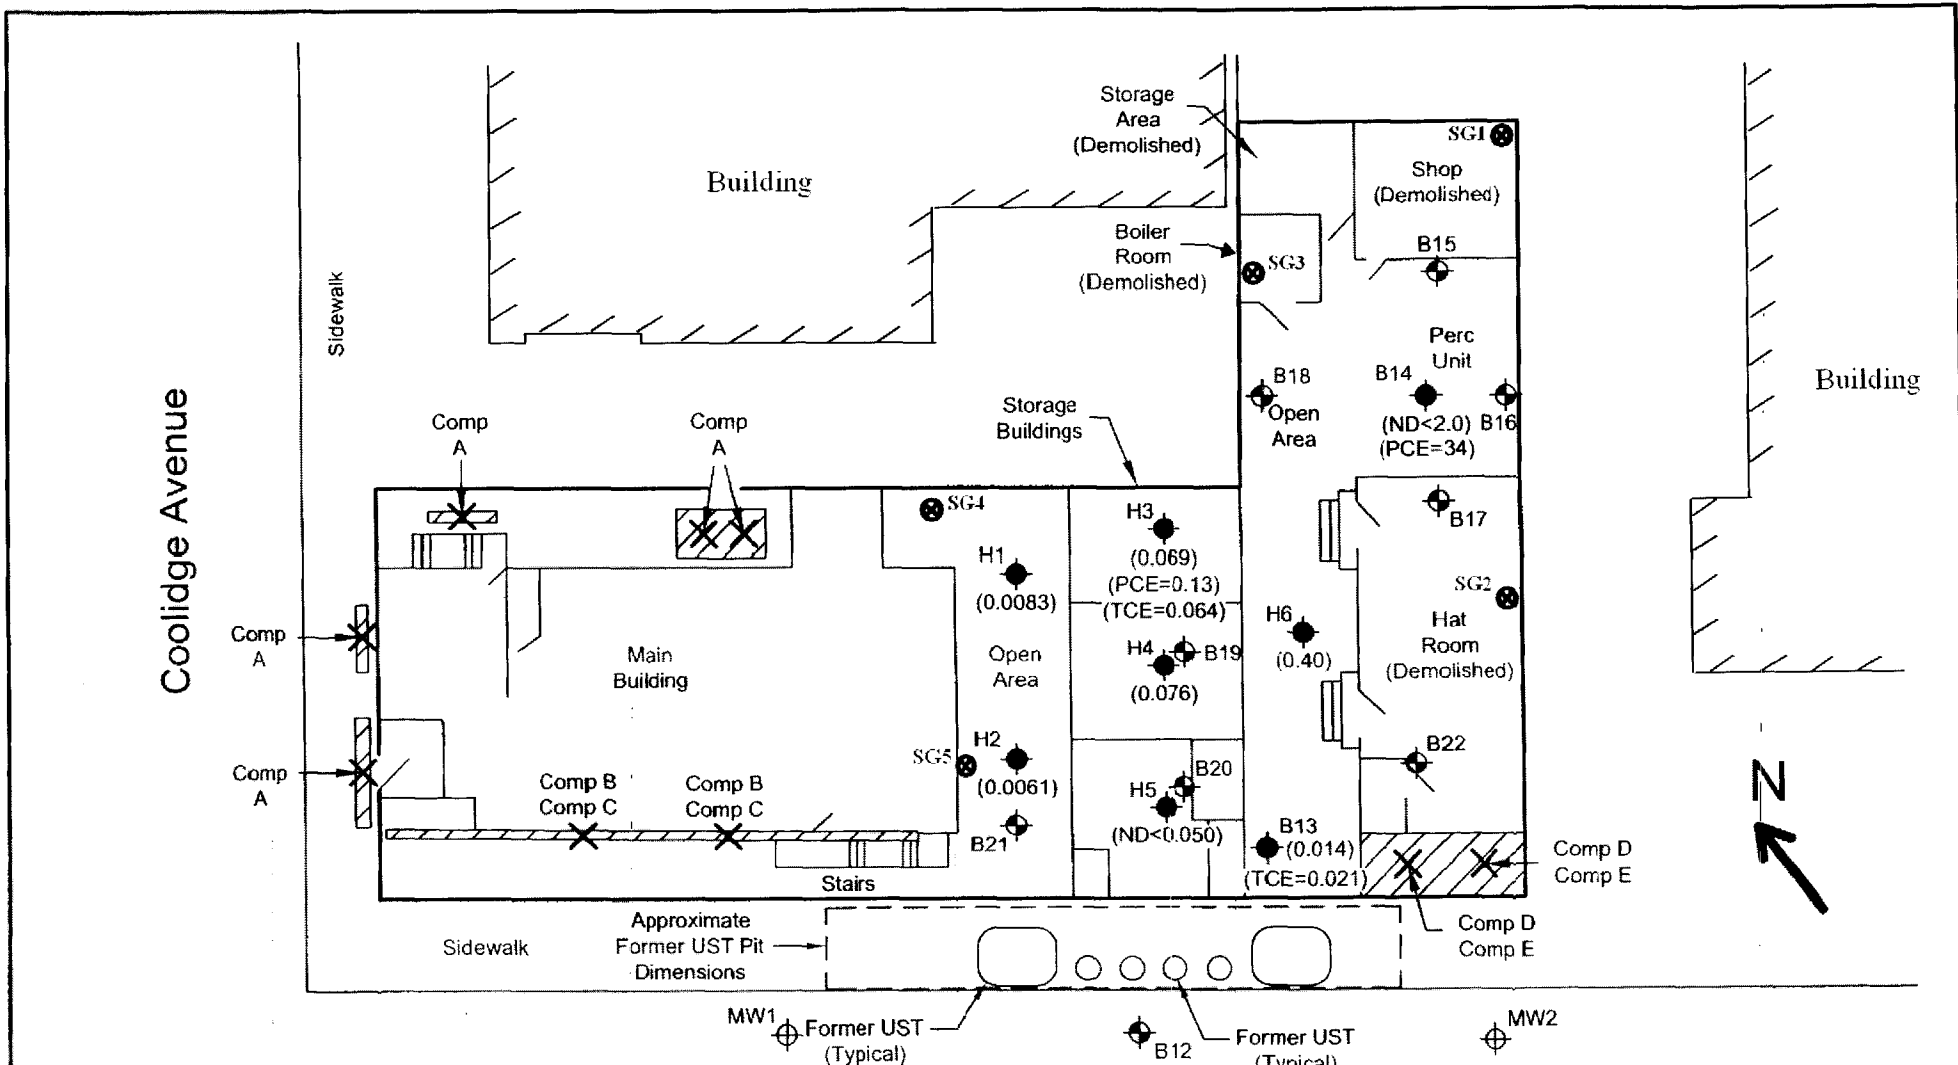 Storage
Area
(Demolished)
SG1
Shop
(Demolished)
Building
Boiler
Room
(Demolished)
SG3
B15
Sidewalk
Perc
Unit
Building
B18
Open
Area
B14
(ND<2.0)
(PCE=34)
B16
Coolidge Avenue
Comp
A
Comp
A
Storage
Buildings
SG4
H3
(0.069)
(PCE=0.13)
(TCE=0.064)
B17
H1
(0.0083)
SG2
Hat
Room
(Demolished)
H6
(0.40)
Comp
A
Main
Building
Open
Area
H4
B19
(0.076)
Comp
A
SG5
H2
(0.0061)
B22
B20
H5
(ND<0.050)
Comp B
Comp C
Comp B
Comp C
B21
B13
(0.014)
(TCE=0.021)
Comp D
Comp E
Stairs
Comp D
Comp E
Sidewalk
Approximate
Former UST Pit
Dimensions
N
MW1
Former UST
(Typical)
B12
Former UST
(Typical)
MW2